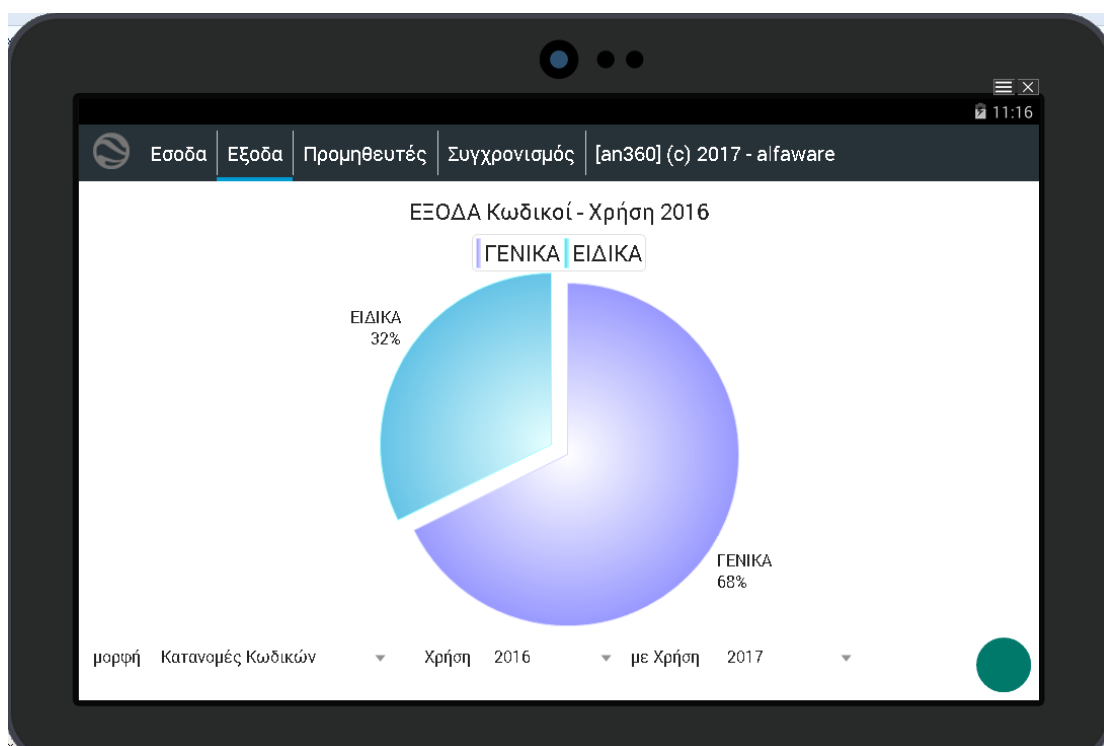 11:16
Εσοδα Εξοδα Προμηθευτές Συγχρονισμός [an360] (c) 2017 - alfaware
ΕΞΟΔΑ Κωδικοί - Χρήση 2016
ΓΕΝΙΚΑ ΕΙΔΙΚΑ
ΕΙΔΙΚΑ
32%
ΓΕΝΙΚΑ
68%
μορφή Κατανομές Κωδικών Χρήση 2016 με Χρήση 2017